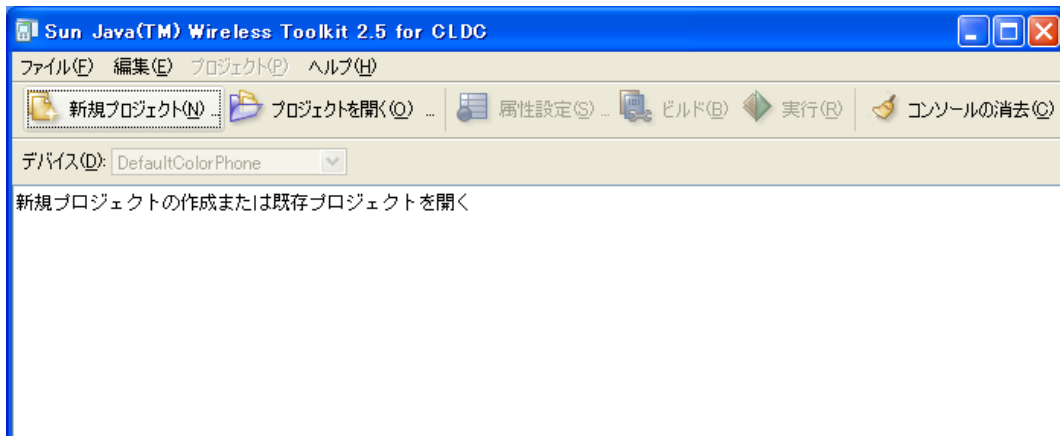 Sun Java(TM) Wireless Toolkit 2.5 for CLDC
ファイル(F) 編集(E) プロジェクト(P) ヘルプ(H)
新規プロジェクト(N) ... プロジェクトを開く(O) ... 属性設定(S) ... ビルド(B) 実行(R) コンソールの消去(C)
デバイス(D): DefaultColorPhone
新規プロジェクトの作成または既存プロジェクトを開く